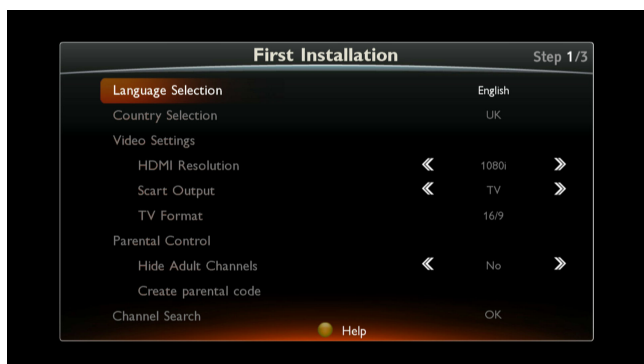 First Installation Step 1/3
Language Selection English
Country Selection UK
Video Settings
HDMI Resolution 1080i
Scart Output TV
TV Format 16/9
Parental Control
Hide Adult Channels No
Create parental code
Channel Search OK
Help